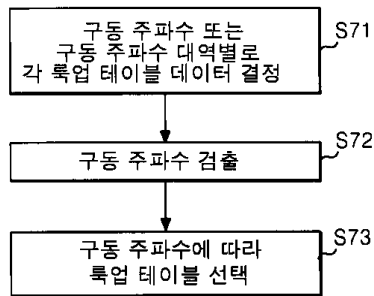 구동 주파수 또는
구동 주파수 대역별로
각 룩업 테이블 데이터 결정
S71
구동 주파수 검출
S72
구동 주파수에 따라
룩업 테이블 선택
S73